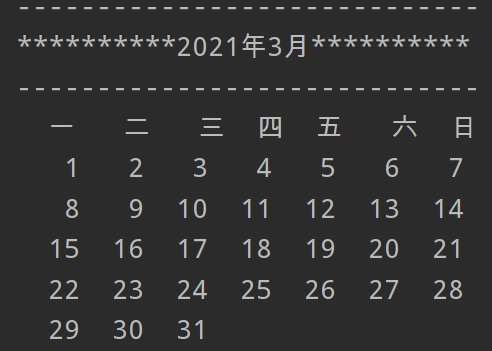 -----------------------------
**********2021年3月**********
-----------------------------
一 二 三 四 五 六 日
1 2 3 4 5 6 7
8 9 10 11 12 13 14
15 16 17 18 19 20 21
22 23 24 25 26 27 28
29 30 31